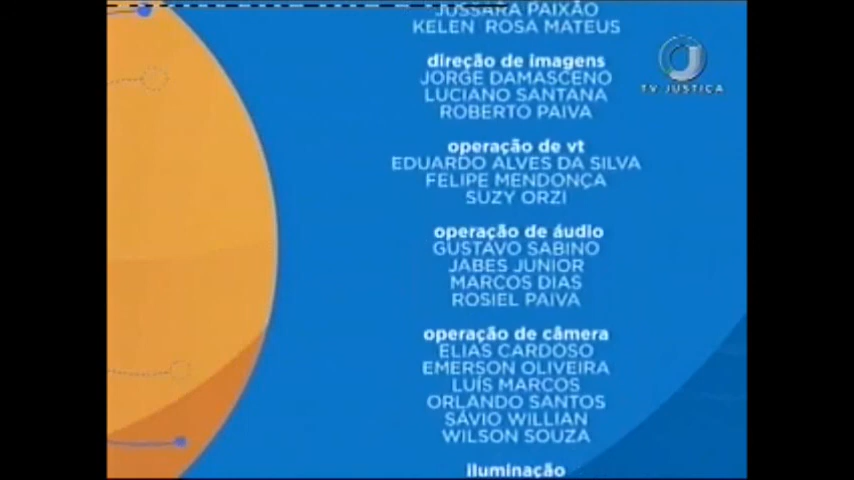 JUSSARA PAIXÃO
KELEN ROSA MATEUS
direção de imagens
JORGE DAMASCENO
LUCIANO SANTANA
ROBERTO PAIVA
TV JUSTIÇA
operação de vt
EDUARDO ALVES DA SILVA
FELIPE MENDONÇA
SUZY ORZI
operação de áudio
GUSTAVO SABINO
JABES JUNIOR
MARCOS DIAS
ROSIEL PAIVA
operação de câmera
ELIAS CARDOSO
EMERSON OLIVEIRA
LUÍS MARCOS
ORLANDO SANTOS
SÁVIO WILLIAN
WILSON SOUZA
iluminação